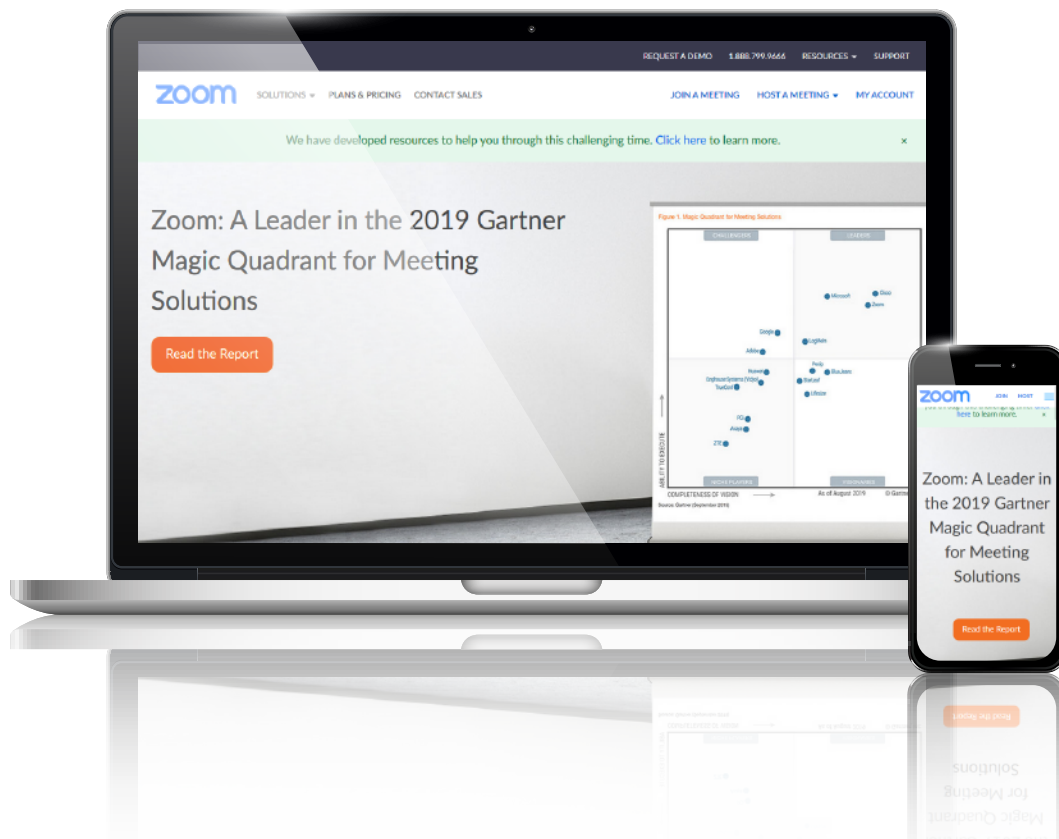 REQUEST A DEMO 1.888.799.9666 RESOURCES SUPPORT
zoom SOLUTIONS PLANS & PRICING CONTACT SALES JOIN A MEETING HOST A MEETING MY ACCOUNT
We have developed resources to help you through this challenging time. Click here to learn more. ×
Zoom: A Leader in the 2019 Gartner
Magic Quadrant for Meeting
Solutions
Read the Report
Figure 1. Magic Quadrant for Meeting Solutions
CHALLENGERS LEADERS
Microsoft
Cisco
Zoom
Google
LogMeIn
Adobe
Pexip
Huawei
BlueJeans
StarLeaf
Lifesize
PGi
Avaya
ZTE
ABILITY TO EXECUTE
NICHE PLAYERS VISIONARIES
COMPLETENESS OF VISION As of August 2019 © Gartner
Source: Gartner (September 2019)
zoom JOIN HOST
here to learn more. ×
Zoom: A Leader in
the 2019 Gartner
Magic Quadrant
for Meeting
Solutions
Read the Report